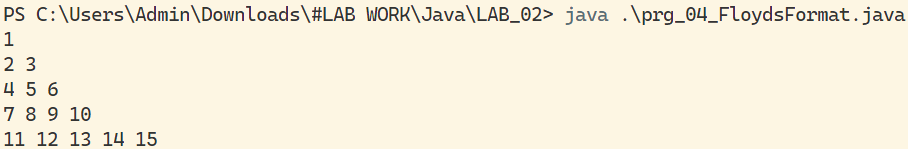 PS C:\Users\Admin\Downloads\#LAB WORK\Java\LAB_02> java .\prg_04_FloydsFormat.java
1
2 3
4 5 6
7 8 9 10
11 12 13 14 15